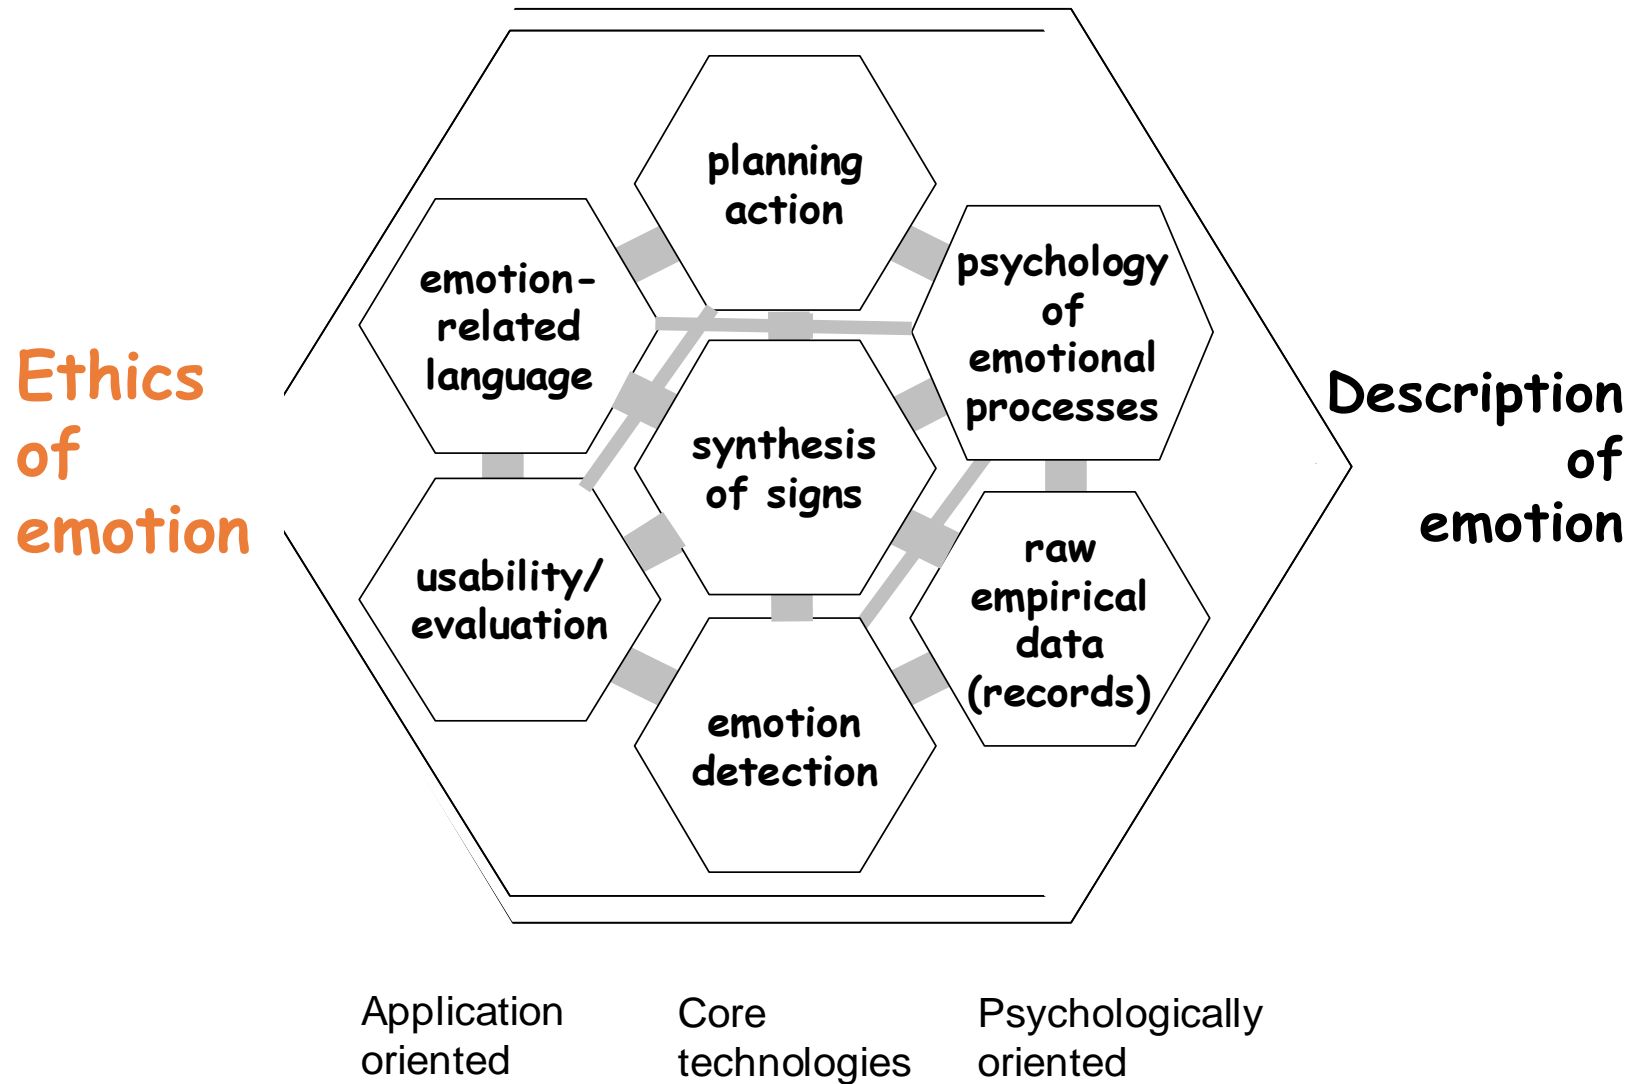 planning
action
emotion-
related
language
psychology
of
emotional
processes
Ethics
of
emotion
synthesis
of signs
Description
of
emotion
usability/
evaluation
raw
empirical
data
(records)
emotion
detection
Application
oriented
Core
technologies
Psychologically
oriented